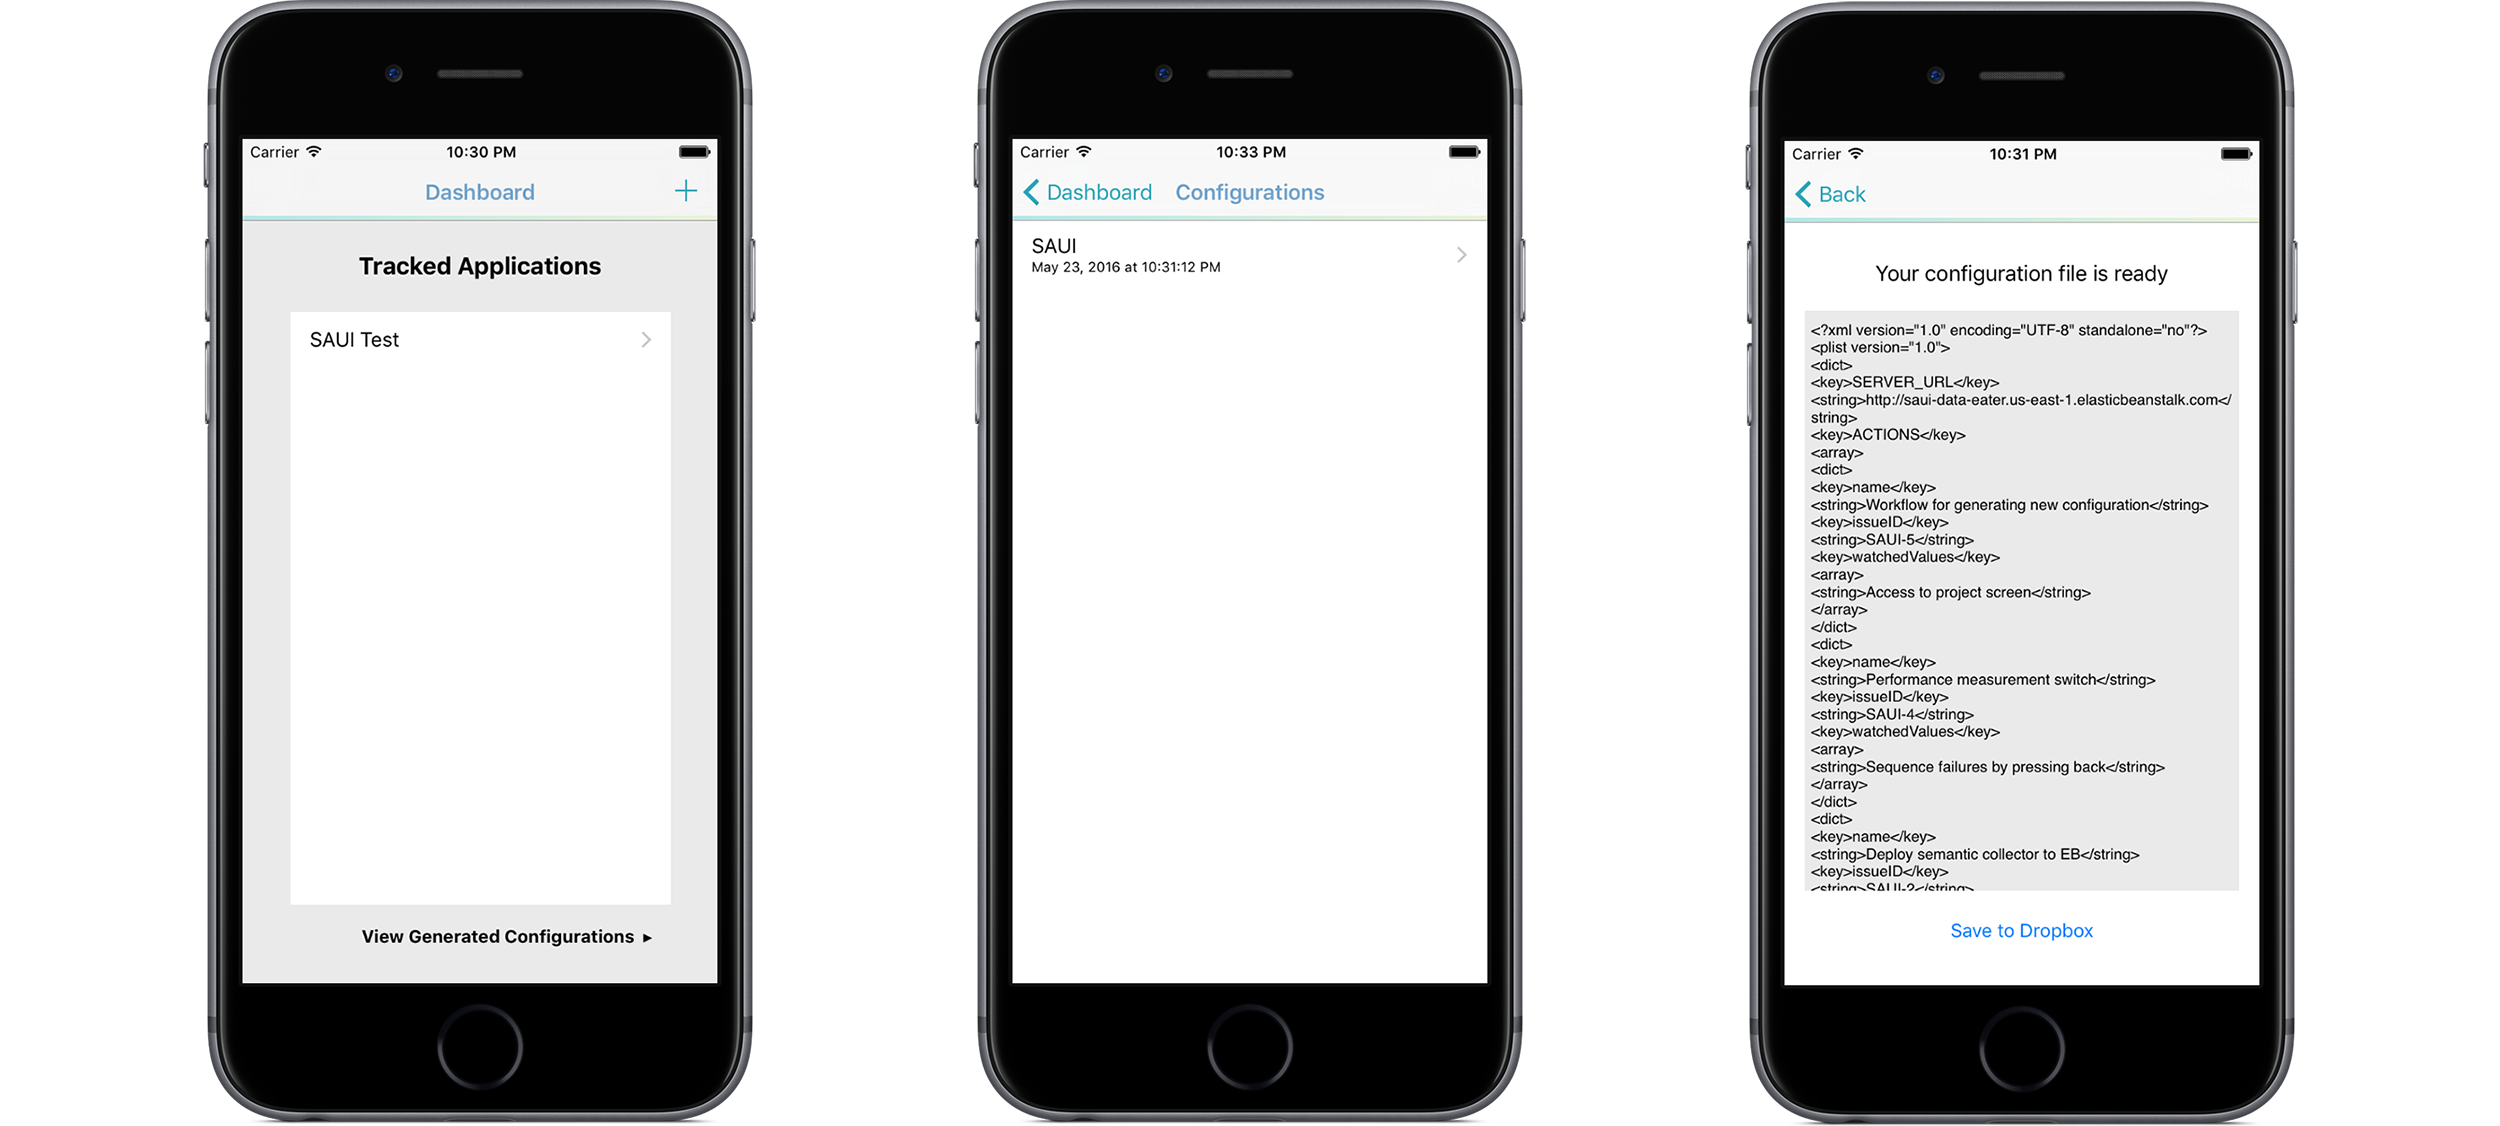 Carrier 10:30 PM
Dashboard +
Tracked Applications
SAUI Test
View Generated Configurations ▸
Carrier 10:33 PM
Dashboard Configurations
SAUI
May 23, 2016 at 10:31:12 PM
Carrier 10:31 PM
Back
Your configuration file is ready
<?xml version="1.0" encoding="UTF-8" standalone="no"?>
<plist version="1.0">
<dict>
<key>SERVER_URL</key>
<string>http://saui-data-eater.us-east-1.elasticbeanstalk.com</
string>
<key>ACTIONS</key>
<array>
<dict>
<key>name</key>
<string>Workflow for generating new configuration</string>
<key>issueID</key>
<string>SAUI-5</string>
<key>watchedValues</key>
<array>
<string>Access to project screen</string>
</array>
</dict>
<dict>
<key>name</key>
<string>Performance measurement switch</string>
<key>issueID</key>
<string>SAUI-4</string>
<key>watchedValues</key>
<array>
<string>Sequence failures by pressing back</string>
</array>
</dict>
<dict>
<key>name</key>
<string>Deploy semantic collector to EB</string>
<key>issueID</key>
<string>SAUI-2</string>
Save to Dropbox